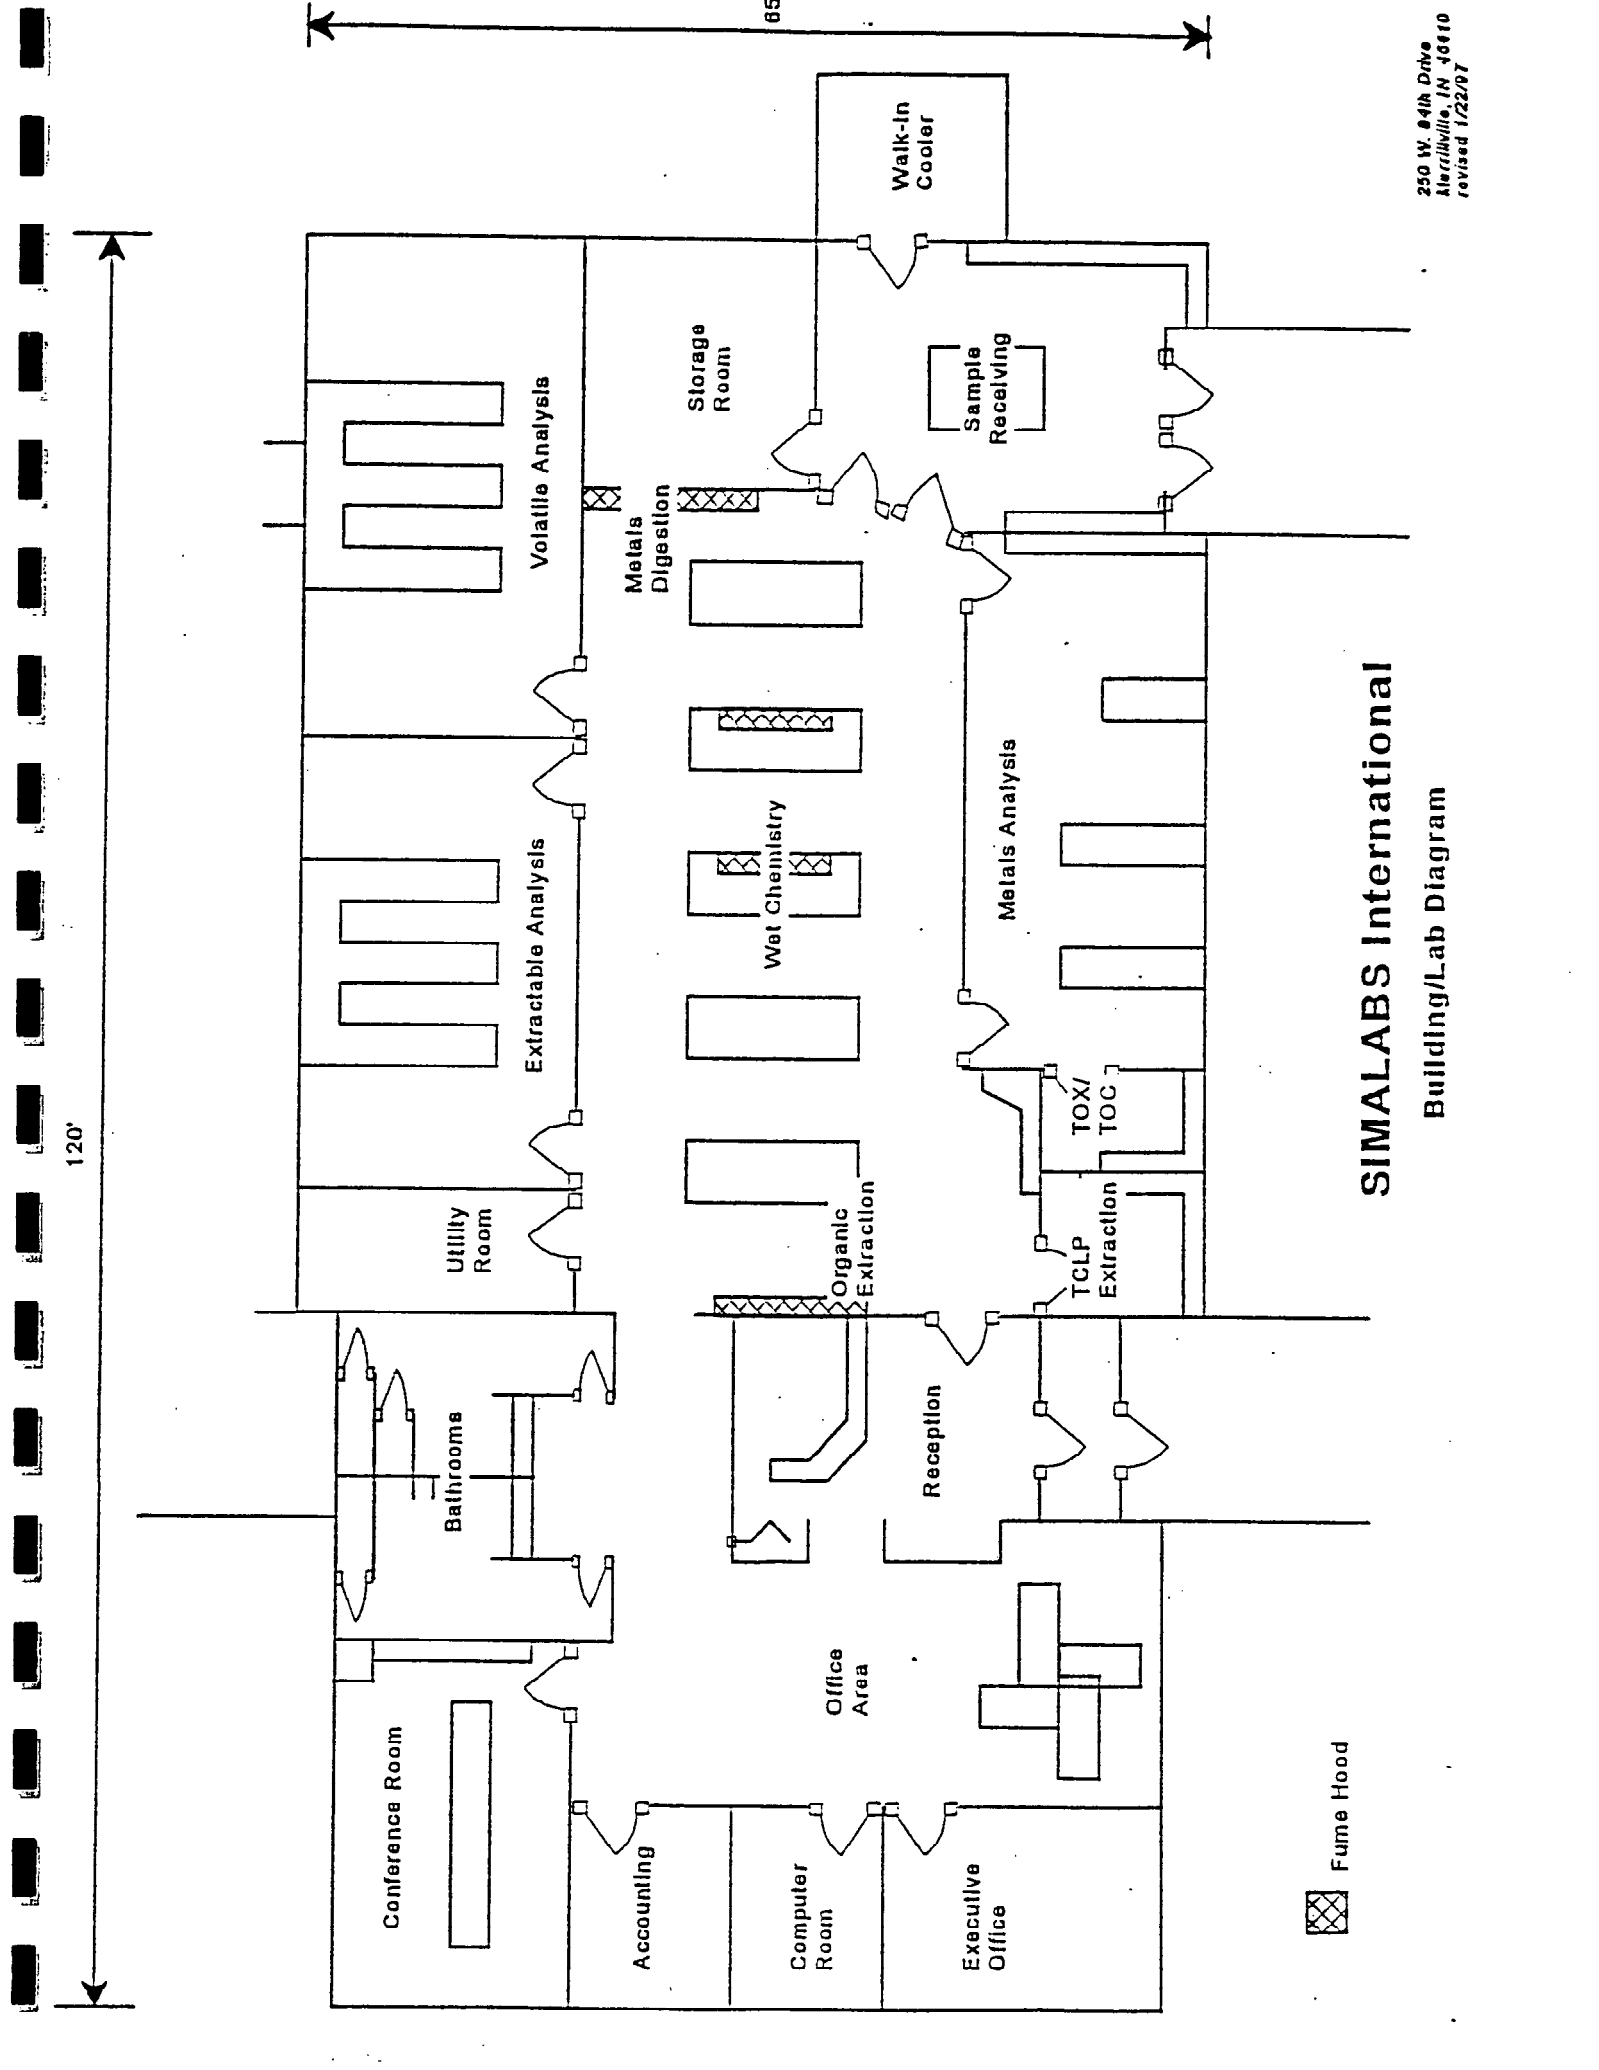 120'
65
Volatile Analysis
Extractable Analysis
Utility
Room
Bathrooms
Conference Room
Storage
Room
Walk-In
Cooler
Metals
Digestion
Sample
Receiving
Wet Chemistry
Organic
Extraction
Metals Analysis
TOX/
TOC
TCLP
Extraction
Reception
Office
Area
Accounting
Computer
Room
Executive
Office
Fume Hood
SIMALABS International
Building/Lab Diagram
250 W. 84th Drive
Merrillville, IN 46410
revised 1/22/97